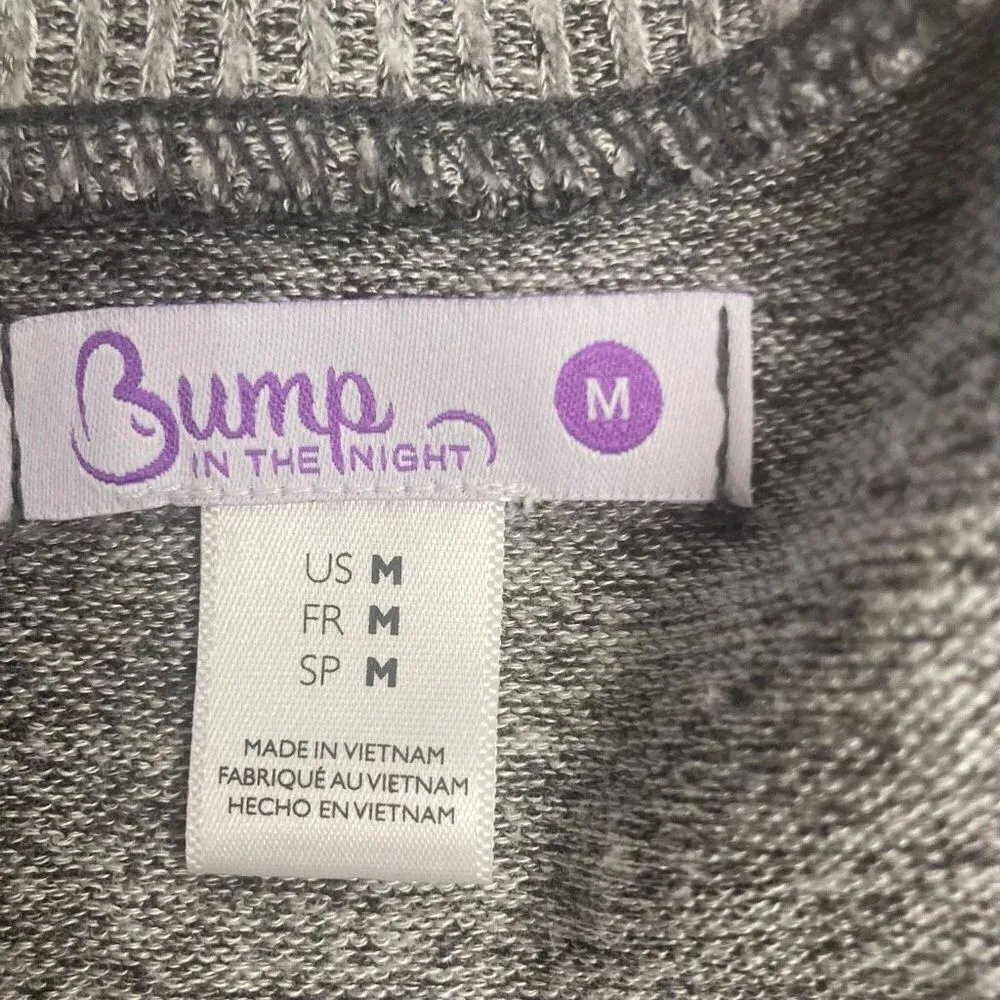 Bump
IN THE NIGHT
M
US M
FR M
SP M
MADE IN VIETNAM
FABRIQUÉ AU VIETNAM
HECHO EN VIETNAM